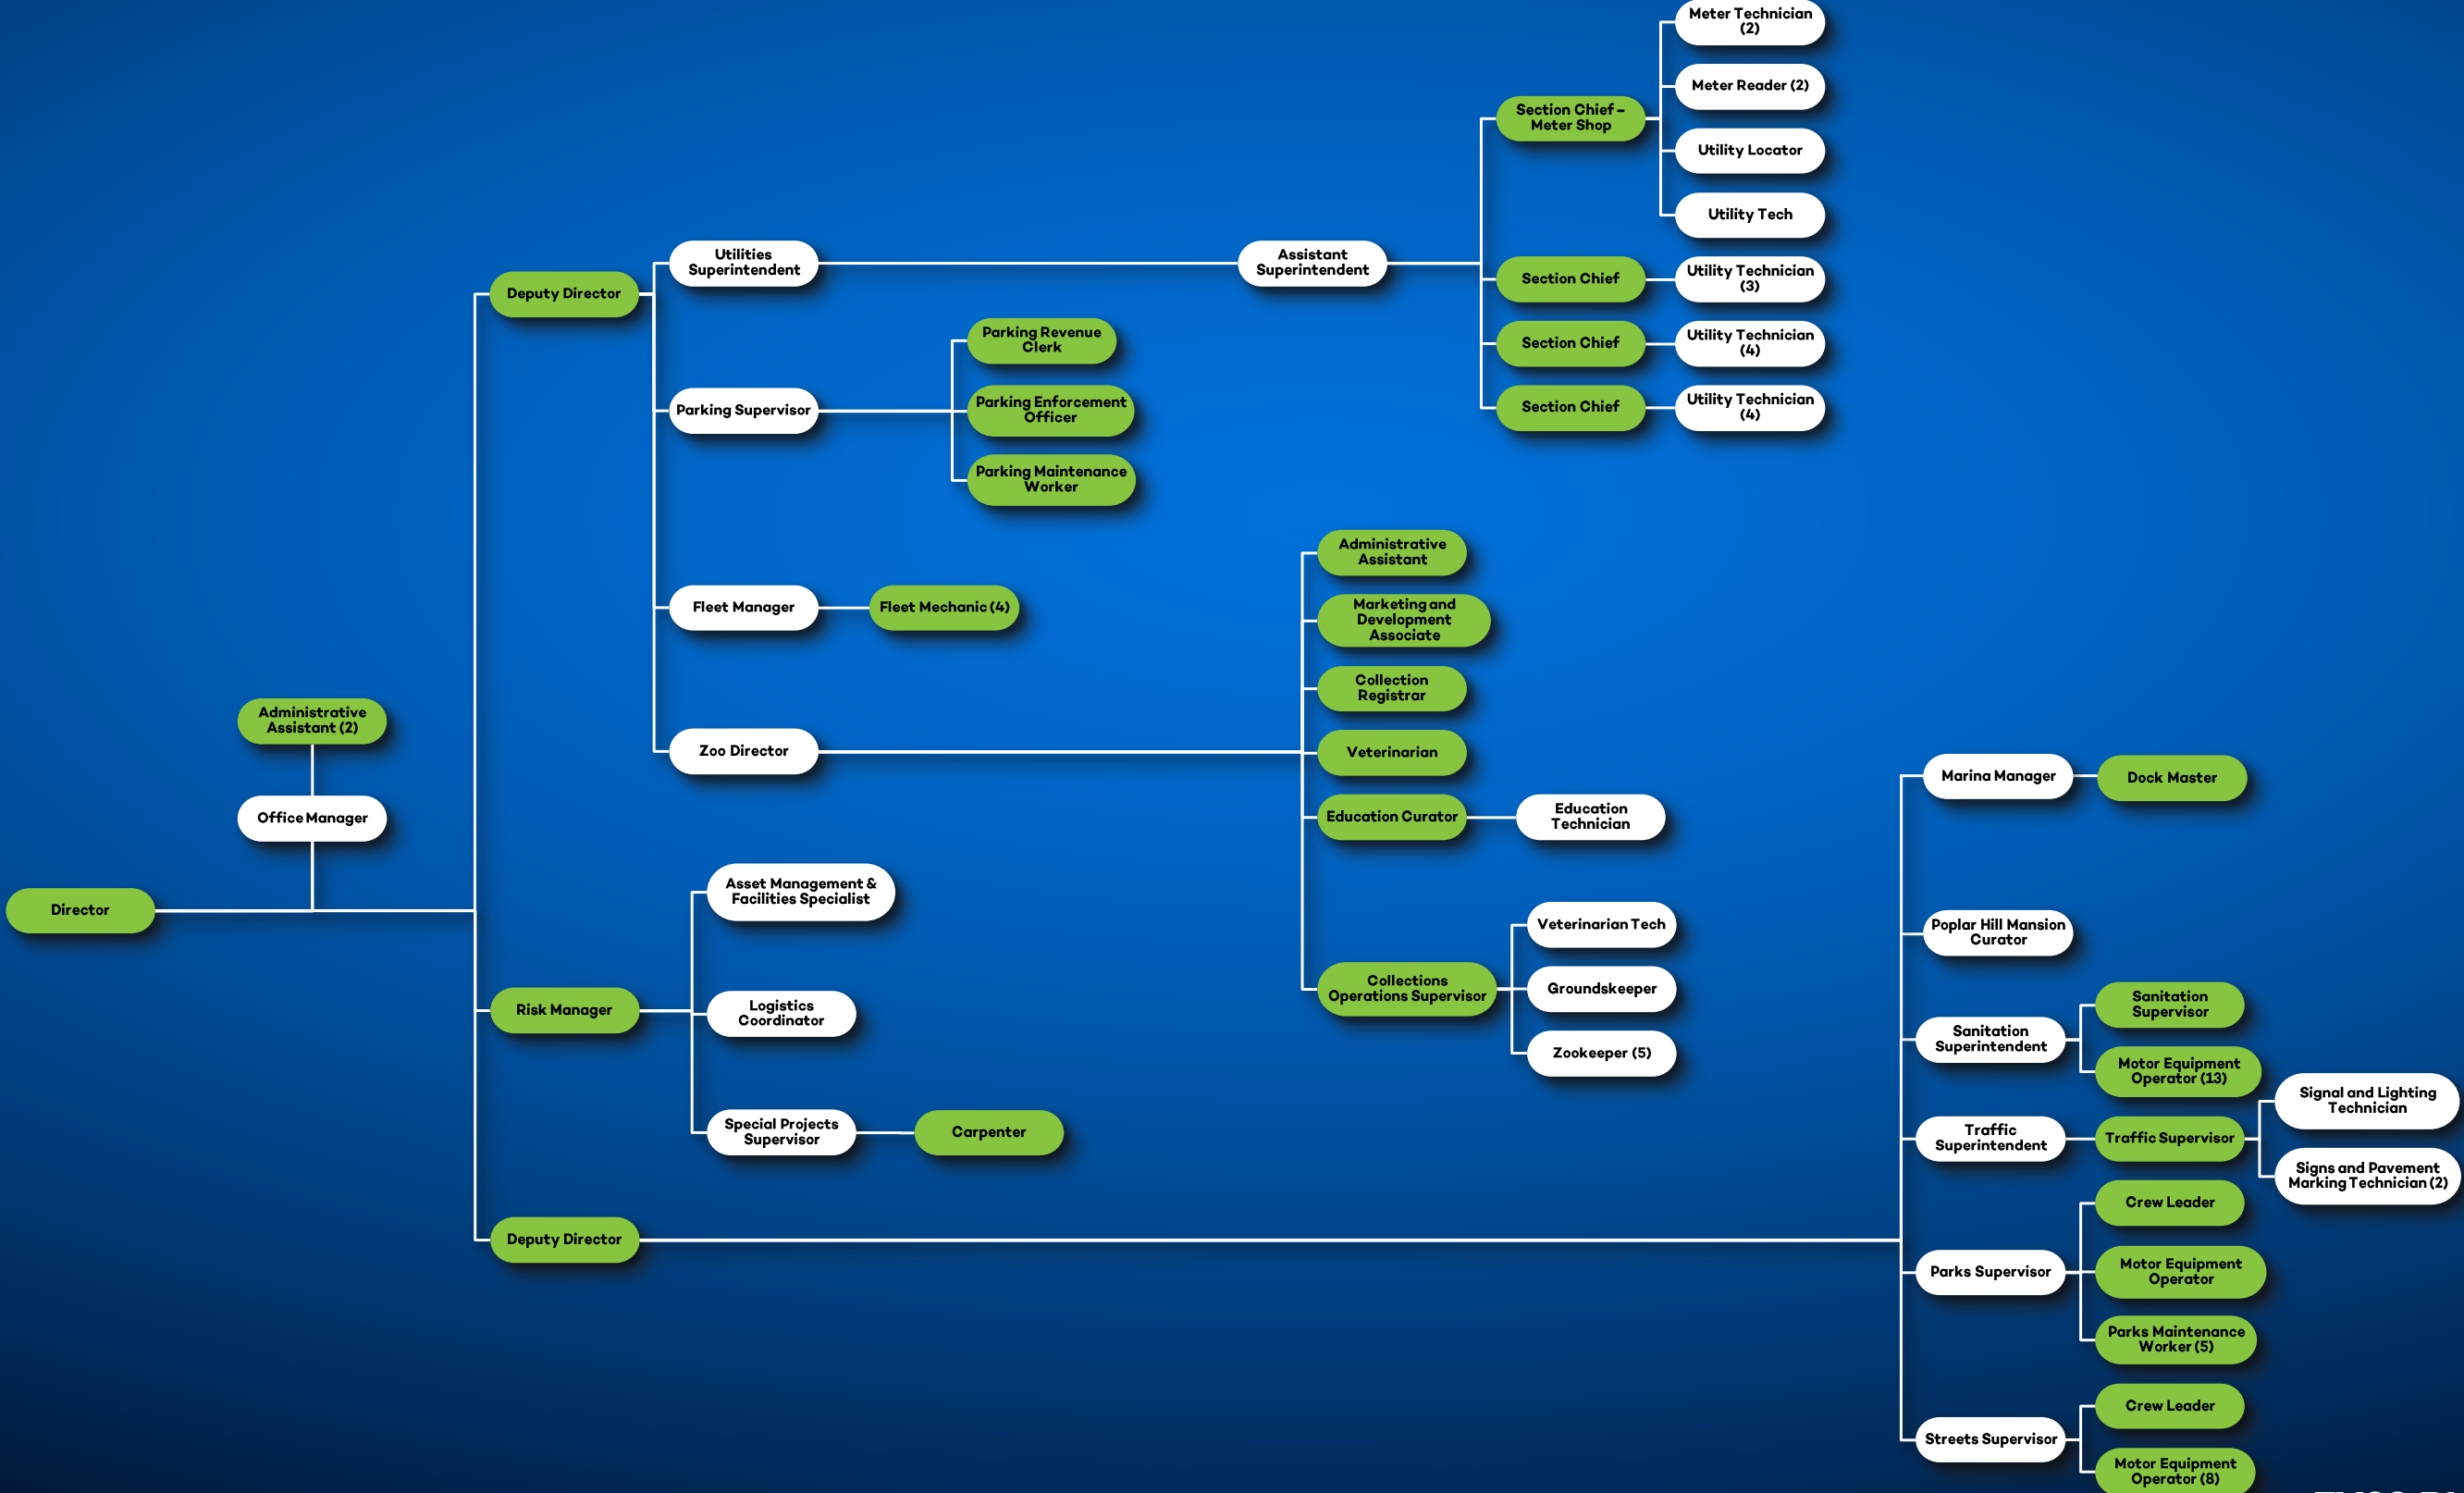 Meter Technician
(2)
Meter Reader (2)
Section Chief –
Meter Shop
Utility Locator
Utility Tech
Utilities
Superintendent
Assistant
Superintendent
Section Chief
Utility Technician
(3)
Deputy Director
Parking Revenue
Clerk
Section Chief
Utility Technician
(4)
Parking Supervisor
Parking Enforcement
Officer
Section Chief
Utility Technician
(4)
Parking Maintenance
Worker
Administrative
Assistant
Fleet Manager
Fleet Mechanic (4)
Marketing and
Development
Associate
Collection
Registrar
Administrative
Assistant (2)
Zoo Director
Veterinarian
Marina Manager
Dock Master
Office Manager
Education Curator
Education
Technician
Asset Management &
Facilities Specialist
Director
Veterinarian Tech
Poplar Hill Mansion
Curator
Collections
Operations Supervisor
Groundskeeper
Sanitation
Supervisor
Risk Manager
Logistics
Coordinator
Sanitation
Superintendent
Zookeeper (5)
Motor Equipment
Operator (13)
Signal and Lighting
Technician
Special Projects
Supervisor
Carpenter
Traffic
Superintendent
Traffic Supervisor
Signs and Pavement
Marking Technician (2)
Crew Leader
Deputy Director
Parks Supervisor
Motor Equipment
Operator
Parks Maintenance
Worker (5)
Crew Leader
Streets Supervisor
Motor Equipment
Operator (8)